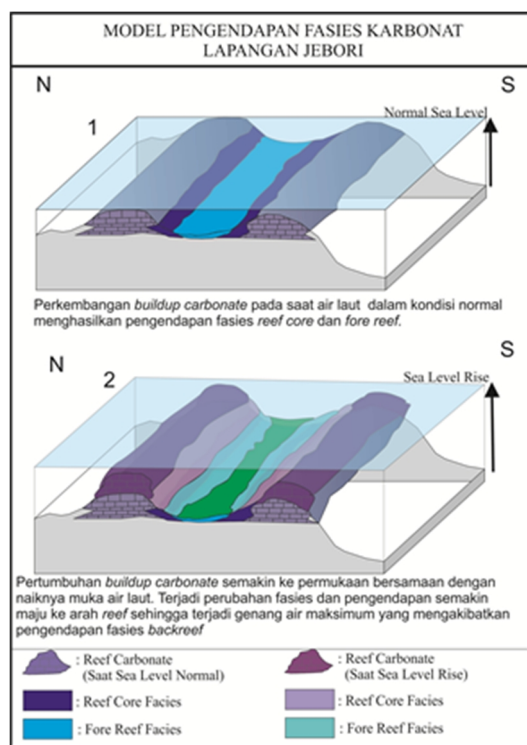 MODEL PENGENDAPAN FASIES KARBONAT
LAPANGAN JEBORI
N
S
1
Normal Sea Level
Perkembangan buildup carbonate pada saat air laut dalam kondisi normal
menghasilkan pengendapan fasies reef core dan fore reef.
N
S
2
Sea Level Rise
Pertumbuhan buildup carbonate semakin ke permukaan bersamaan dengan
naiknya muka air laut. Terjadi perubahan fasies dan pengendapan semakin
maju ke arah reef sehingga terjadi genang air maksimum yang mengakibatkan
pengendapan fasies backreef
: Reef Carbonate
(Saat Sea Level Normal)
: Reef Core Facies
: Fore Reef Facies
: Reef Carbonate
(Saat Sea Level Rise)
: Reef Core Facies
: Fore Reef Facies